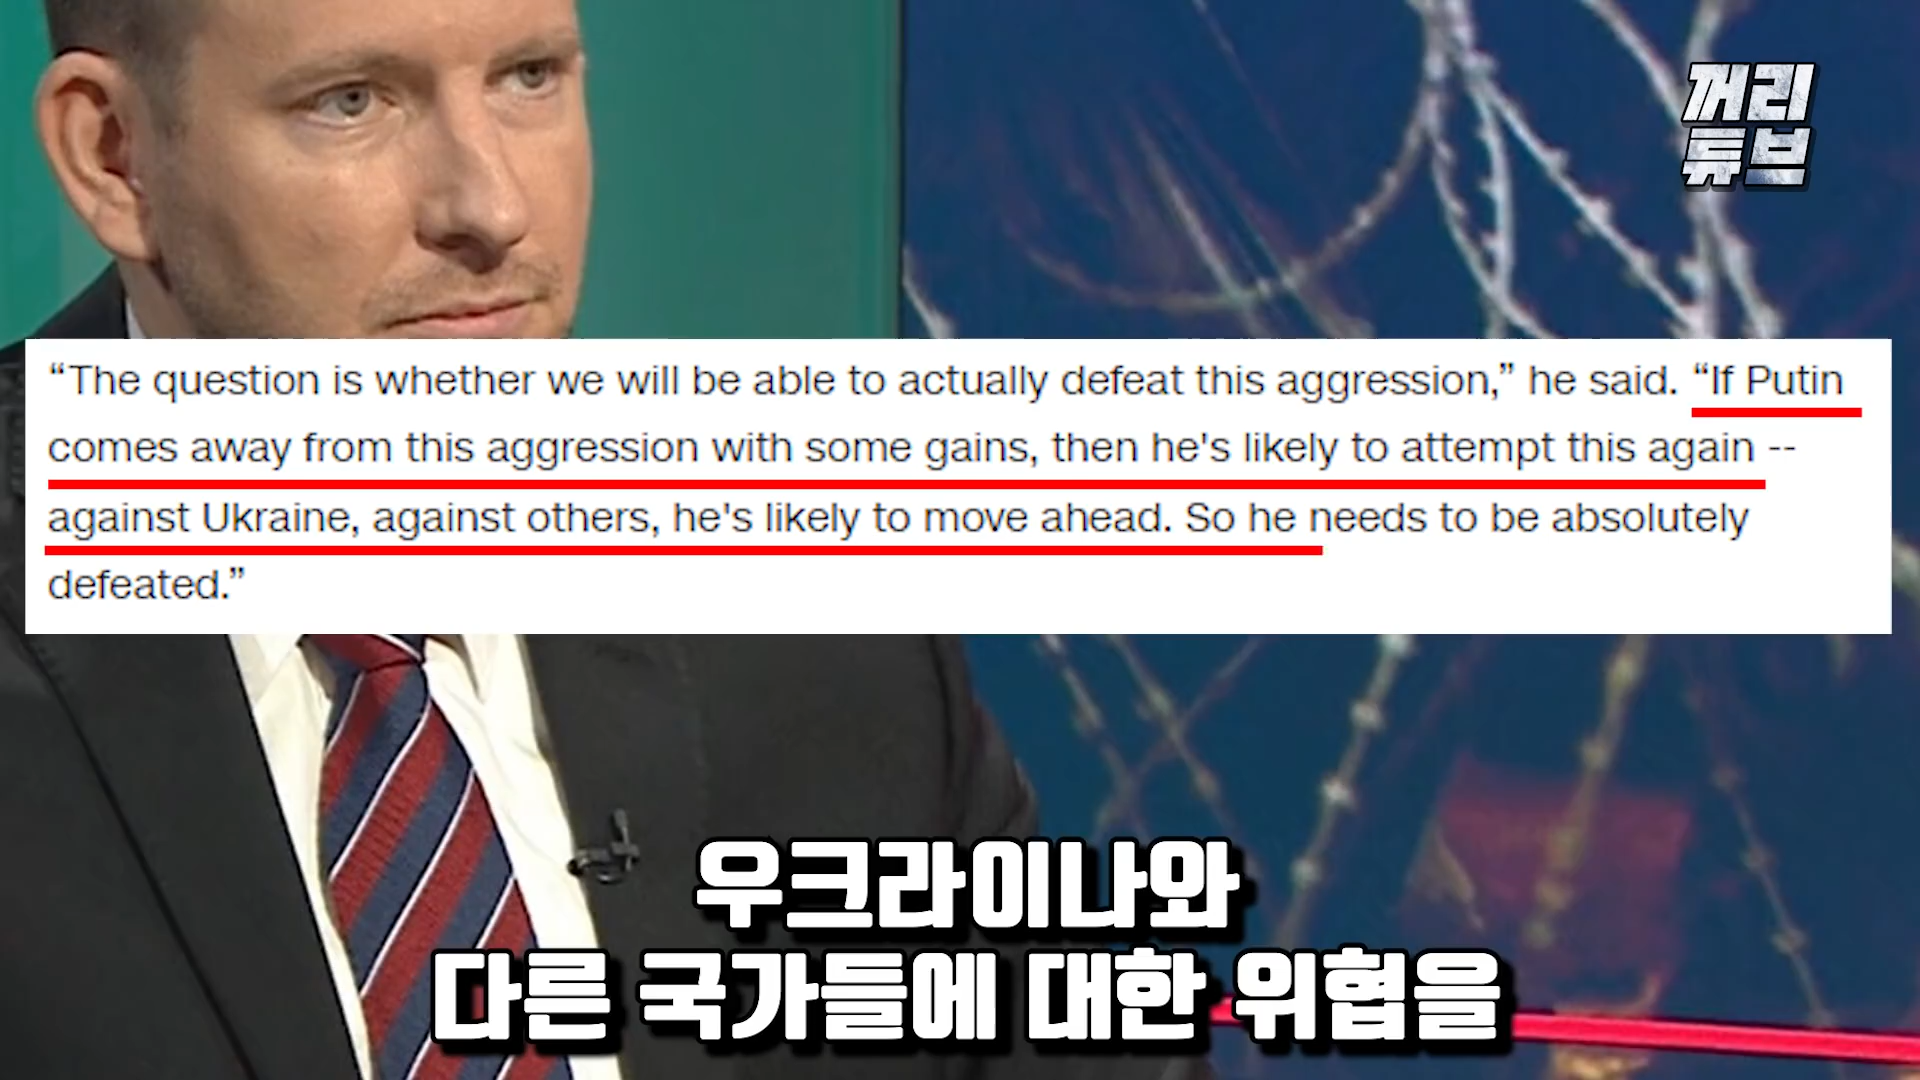 꺼리
튜브
“The question is whether we will be able to actually defeat this aggression,” he said. “If Putin
comes away from this aggression with some gains, then he's likely to attempt this again --
against Ukraine, against others, he's likely to move ahead. So he needs to be absolutely
defeated.”
우크라이나와
다른 국가들에 대한 위협을